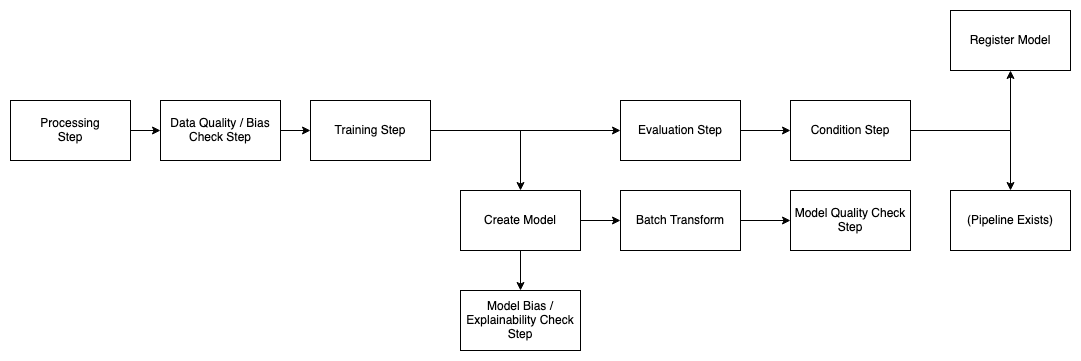 Register Model
Processing
Step
Data Quality / Bias
Check Step
Training Step
Evaluation Step
Condition Step
Create Model
Batch Transform
Model Quality Check
Step
(Pipeline Exists)
Model Bias /
Explainability Check
Step